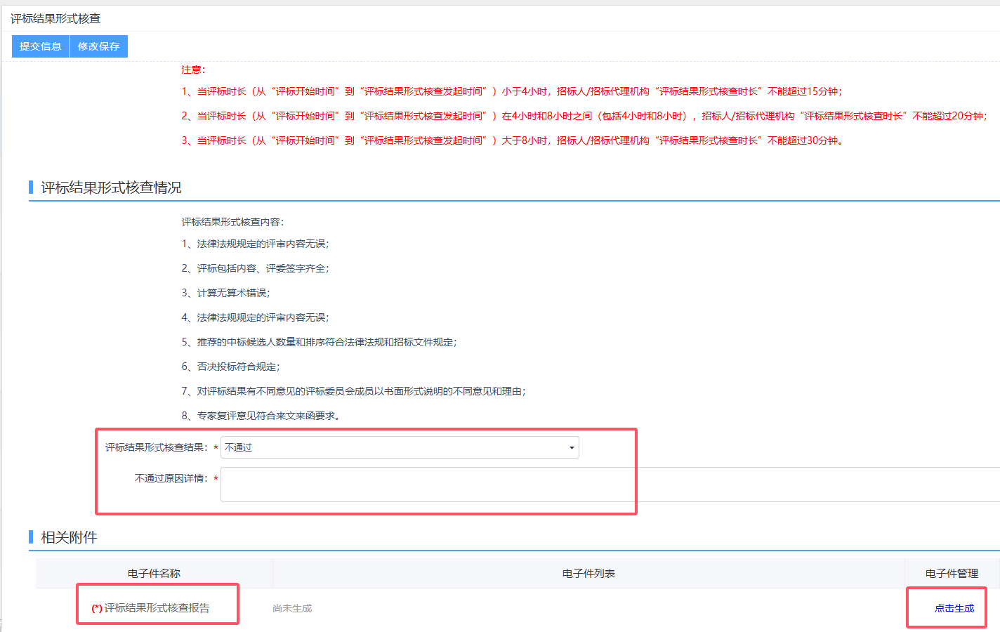 评标结果形式核查
提交信息 修改保存
注意：
1、当评标时长（从“评标开始时间”到“评标结果形式核查发起时间”）小于4小时，招标人/招标代理机构“评标结果形式核查时长”不能超过15分钟；
2、当评标时长（从“评标开始时间”到“评标结果形式核查发起时间”）在4小时和8小时之间（包括4小时和8小时），招标人/招标代理机构“评标结果形式核查时长”不能超过20分钟；
3、当评标时长（从“评标开始时间”到“评标结果形式核查发起时间”）大于8小时，招标人/招标代理机构“评标结果形式核查时长”不能超过30分钟。
评标结果形式核查情况
评标结果形式核查内容：
1、法律法规规定的评审内容无误；
2、评标包括内容、评委签字齐全；
3、计算无算术错误；
4、法律法规规定的评审内容无误；
5、推荐的中标候选人数量和排序符合法律法规和招标文件规定；
6、否决投标符合规定；
7、对评标结果有不同意见的评标委员会成员以书面形式说明的不同意见和理由；
8、专家复评意见符合来文来函要求。
评标结果形式核查结果：* 不通过
不通过原因详情：*
相关附件
电子件名称 电子件列表 电子件管理
(*)评标结果形式核查报告 尚未生成 点击生成